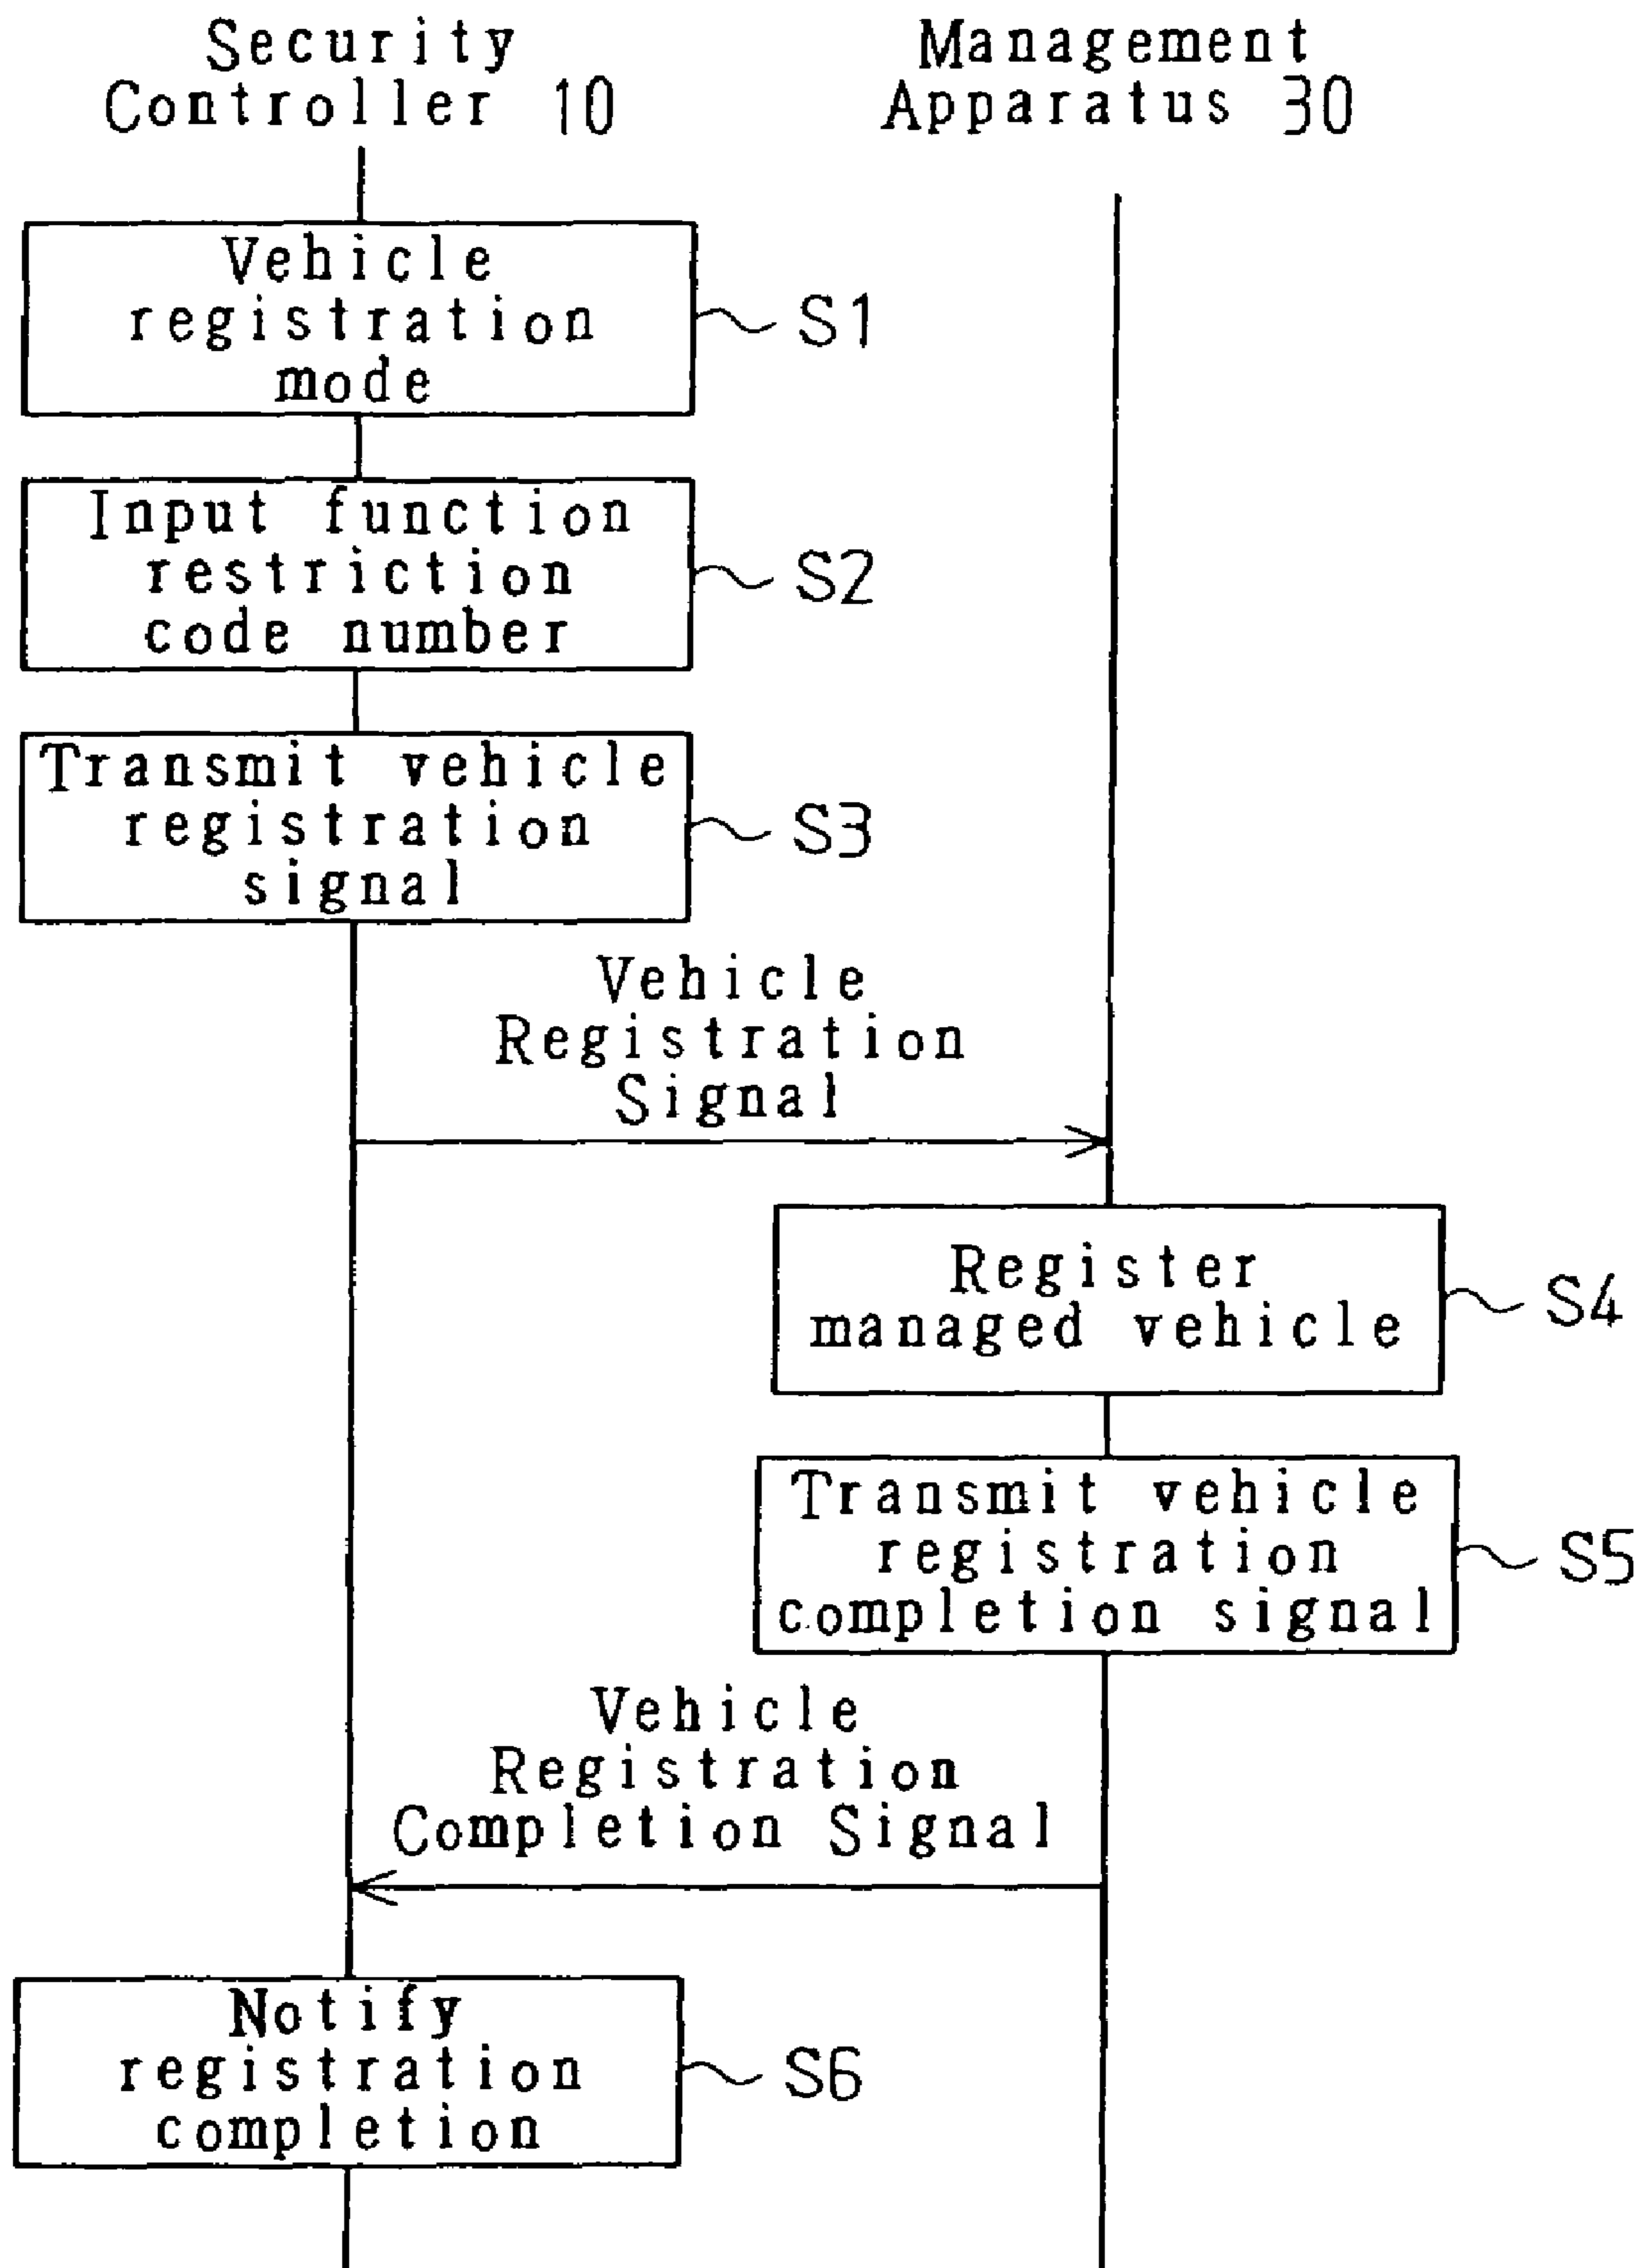 Security
Controller 10
Management
Apparatus 30
Vehicle
registration
mode
S1
Input function
restriction
code number
S2
Transmit vehicle
registration
signal
S3
Vehicle
Registration
Signal
Register
managed vehicle
S4
Transmit vehicle
registration
completion signal
S5
Vehicle
Registration
Completion Signal
Notify
registration
completion
S6